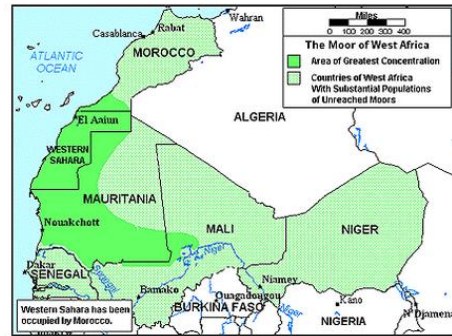 Miles
0 100 200 300 400
The Moor of West Africa
Area of Greatest Concentration
Countries of West Africa
With Substantial Populations
of Unreached Moors
Rabat
Wahran
Casablanca
MOROCCO
ATLANTIC
OCEAN
El Aaiun
ALGERIA
WESTERN
SAHARA
MAURITANIA
Nouakchott
MALI
NIGER
Niger
Dakar
SENEGAL
Senegal
Bamako
Niamey
Ouagadougou
BURKINA FASO
Niger
Kano
NIGERIA
N'Djamena
Western Sahara has been
occupied by Morocco.